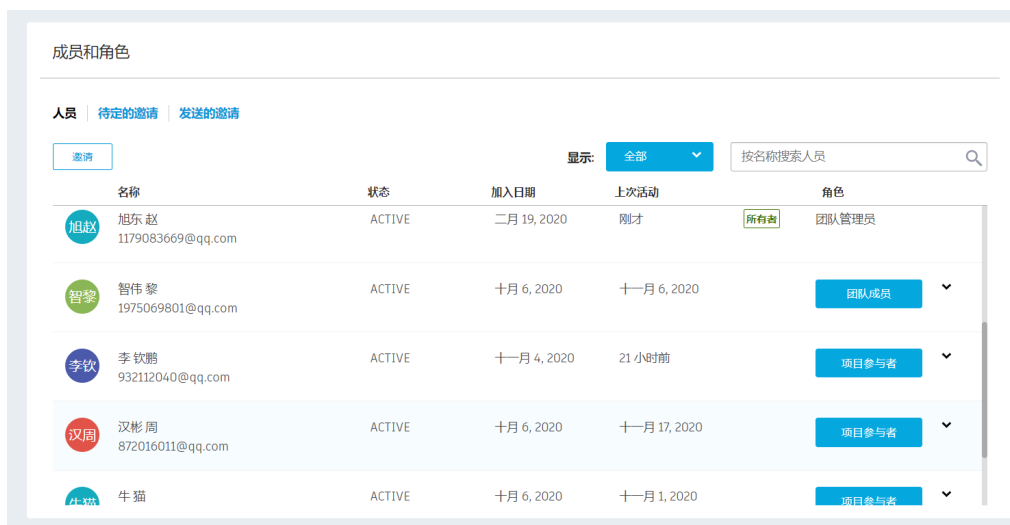 成员和角色
人员 待定的邀请 发送的邀请
邀请 显示: 全部 按名称搜索人员
名称 状态 加入日期 上次活动 角色
旭赵 旭东 赵 ACTIVE 二月 19, 2020 刚才 所有者 团队管理员
1179083669@qq.com
智黎 智伟 黎 ACTIVE 十月 6, 2020 十一月 6, 2020 团队成员
1975069801@qq.com
李钦 李 钦鹏 ACTIVE 十一月 4, 2020 21 小时前 项目参与者
932112040@qq.com
汉周 汉彬 周 ACTIVE 十月 6, 2020 十一月 17, 2020 项目参与者
872016011@qq.com
牛猫 牛 猫 ACTIVE 十月 6, 2020 十一月 1, 2020 项目参与者